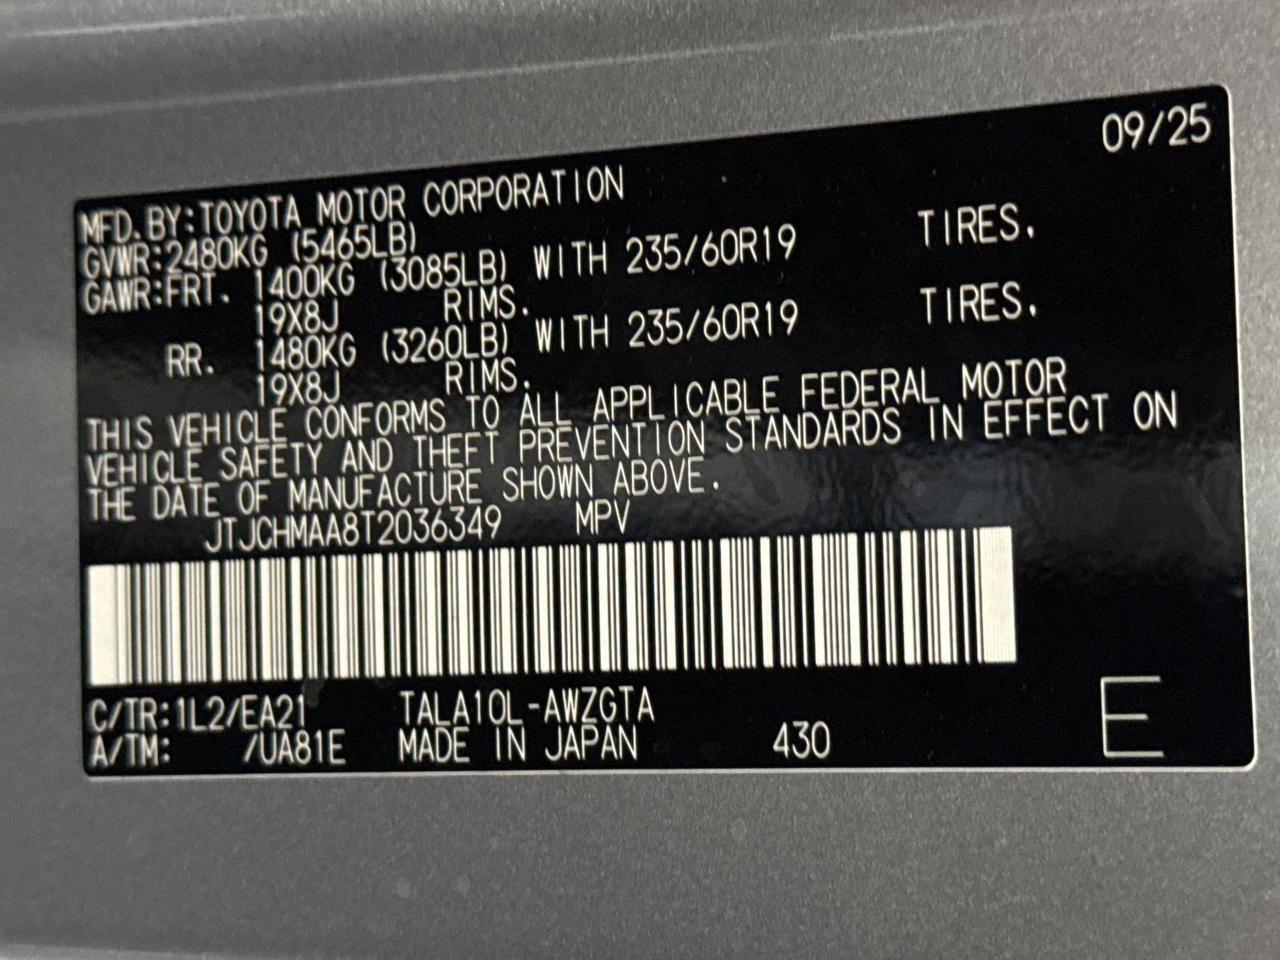 09/25
MFD. BY:TOYOTA MOTOR CORPORATION
GVWR:2480KG (5465LB)
GAWR:FRT. 1400KG (3085LB) WITH 235/60R19 TIRES.
19X8J RIMS.
RR. 1480KG (3260LB) WITH 235/60R19 TIRES.
19X8J RIMS.
THIS VEHICLE CONFORMS TO ALL APPLICABLE FEDERAL MOTOR
VEHICLE SAFETY AND THEFT PREVENTION STANDARDS IN EFFECT ON
THE DATE OF MANUFACTURE SHOWN ABOVE.
JTJCHMAA8T2036349 MPV
C/TR:1L2/EA21 TALA10L-AWZGTA
A/TM: /UA81E MADE IN JAPAN 430 E